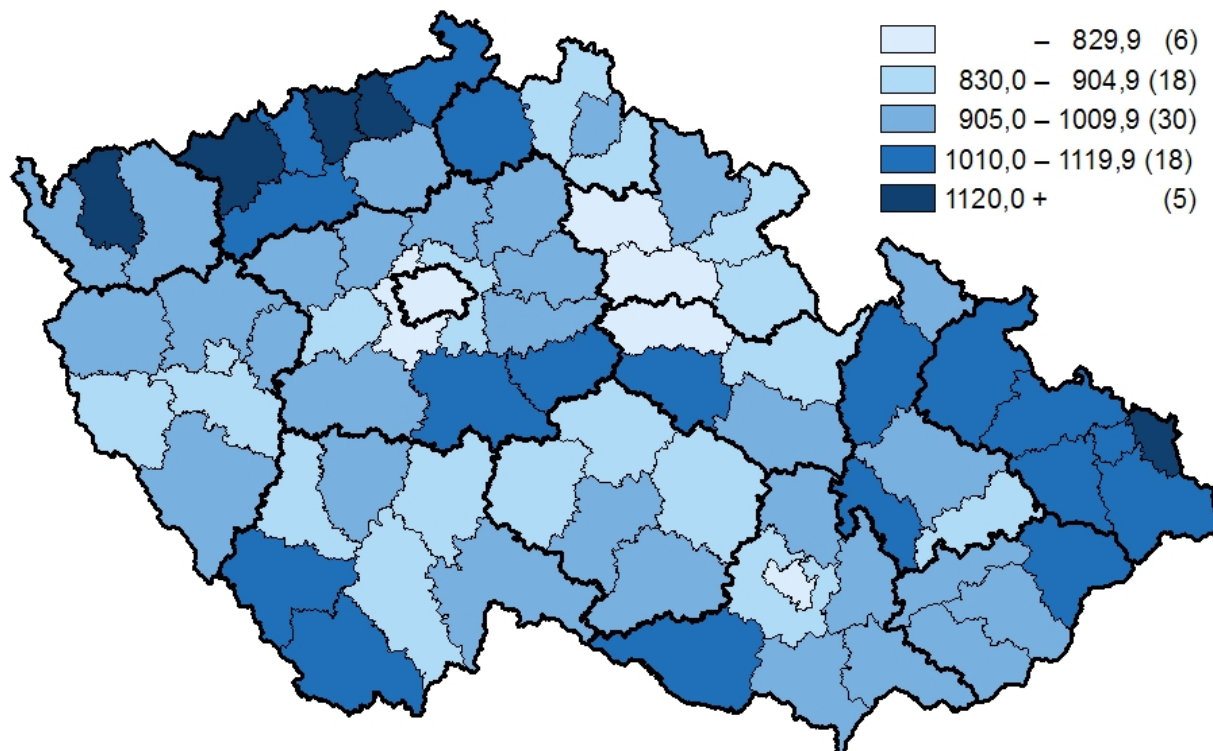 – 829,9 (6)
830,0 – 904,9 (18)
905,0 – 1009,9 (30)
1010,0 – 1119,9 (18)
1120,0 + (5)